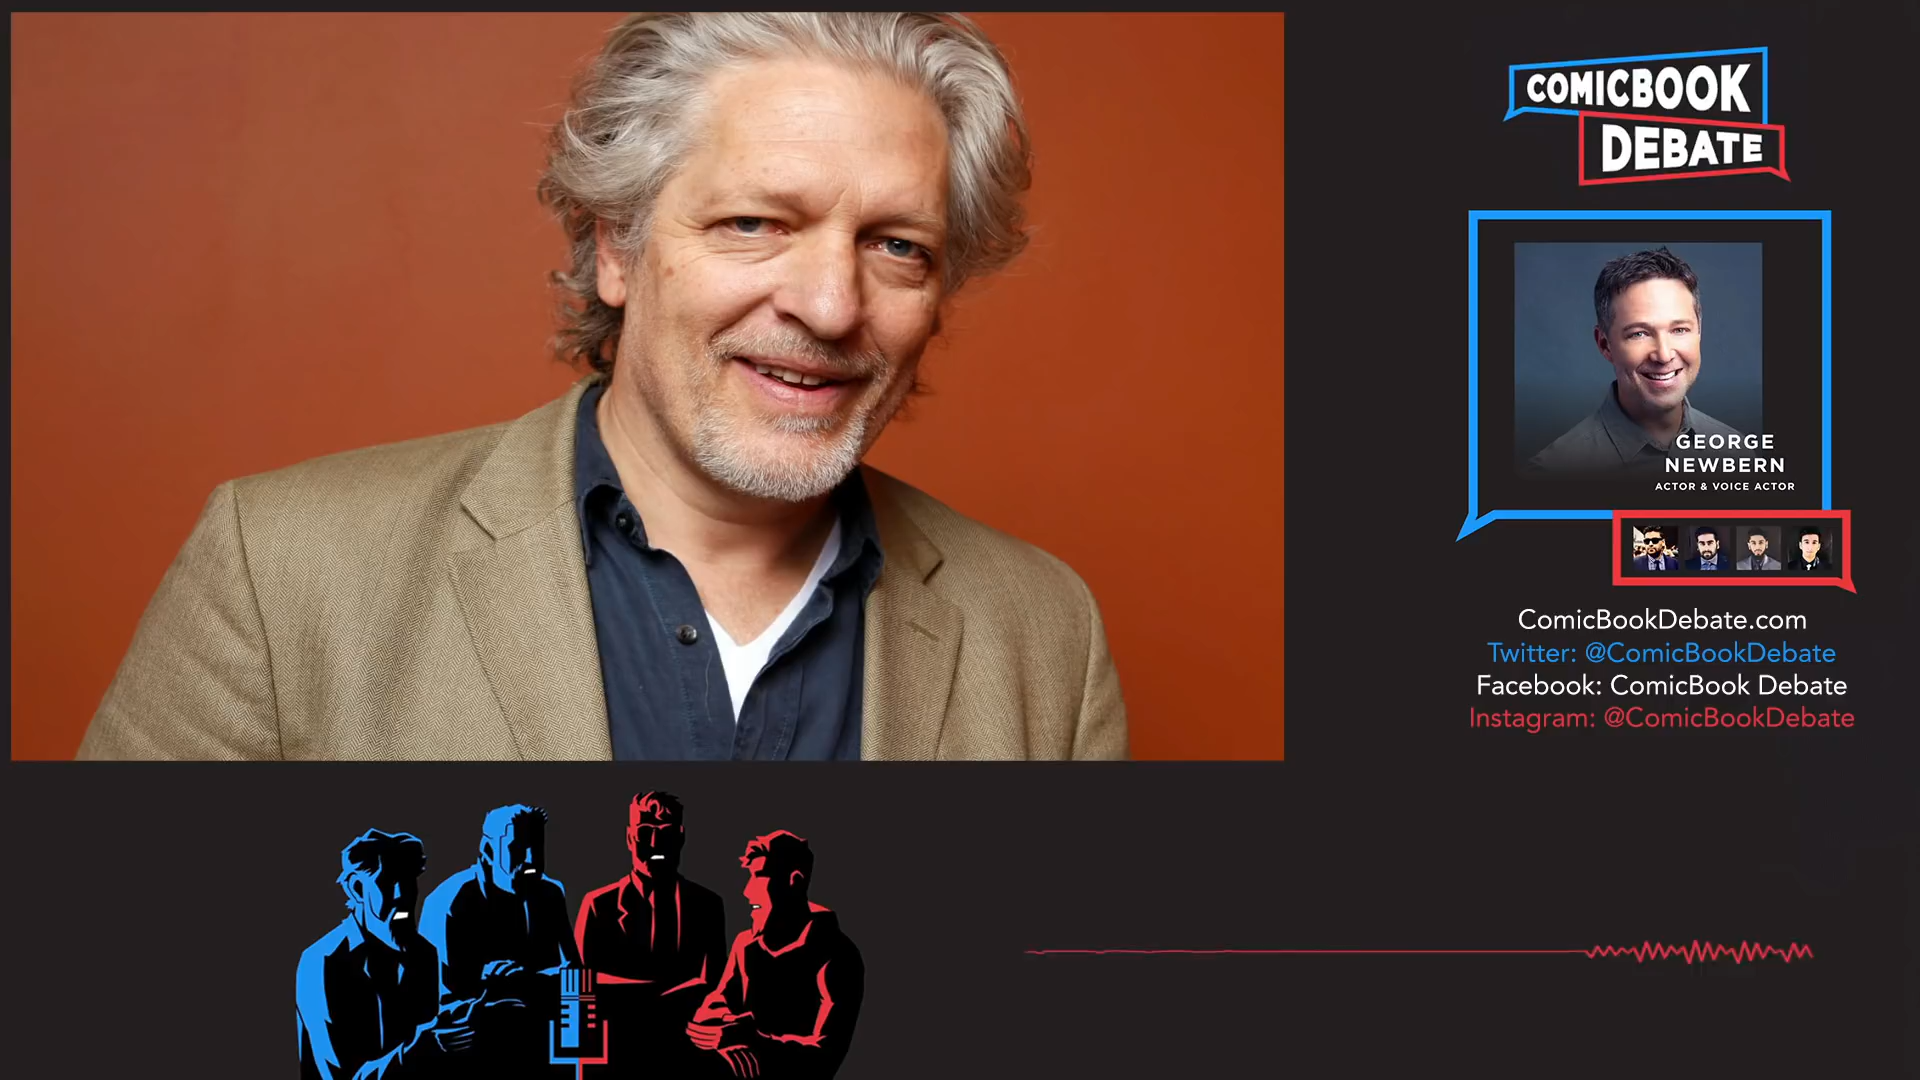 COMICBOOK
DEBATE
GEORGE
NEWBERN
ACTOR & VOICE ACTOR
ComicBookDebate.com
Twitter: @ComicBookDebate
Facebook: ComicBook Debate
Instagram: @ComicBookDebate